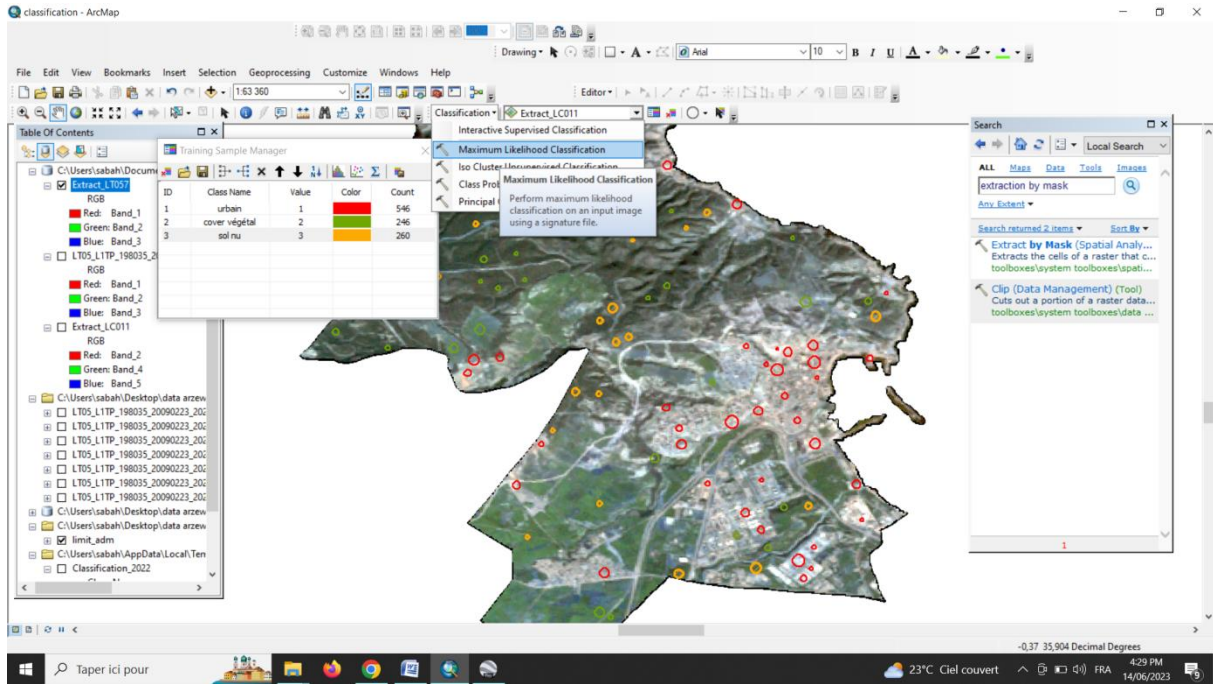 classification - ArcMap
Drawing
Arial
10
B I U A
File Edit View Bookmarks Insert Selection Geoprocessing Customize Windows Help
1:63 360
Editor
Classification
Extract_LC011
Interactive Supervised Classification
Maximum Likelihood Classification
Iso Cluster Unsupervised Classification
Class
Principal
Maximum Likelihood Classification
Perform maximum likelihood
classification on an input image
using a signature file.
Table Of Contents
C:\Users\sabah\Docume
Extract_LT057
RGB
Red: Band_1
Green: Band_2
Blue: Band_3
LT05_L1TP_198035_2
RGB
Red: Band_1
Green: Band_2
Blue: Band_3
Extract_LC011
RGB
Red: Band_2
Green: Band_4
Blue: Band_5
C:\Users\sabah\Desktop\data arzew
LT05_L1TP_198035_20090223_202
LT05_L1TP_198035_20090223_202
LT05_L1TP_198035_20090223_202
LT05_L1TP_198035_20090223_202
LT05_L1TP_198035_20090223_202
LT05_L1TP_198035_20090223_202
LT05_L1TP_198035_20090223_202
C:\Users\sabah\Desktop\data arzew
C:\Users\sabah\Desktop\data arzew
limit_adm
C:\Users\sabah\AppData\Local\Ten
Classification_2022
Training Sample Manager
ID Class Name Value Color Count
1 urbain 1 546
2 cover végétal 2 246
3 sol nu 3 260
Search
Local Search
ALL Maps Data Tools Images
extraction by mask
Any Extent
Search returned 2 items Sort By
Extract by Mask (Spatial Analy...
Extracts the cells of a raster that c...
toolboxes\system toolboxes\spati...
Clip (Data Management) (Tool)
Cuts out a portion of a raster data...
toolboxes\system toolboxes\data ...
1
-0,37 35,904 Decimal Degrees
Taper ici pour
23°C Ciel couvert
FRA
4:29 PM
14/06/2023